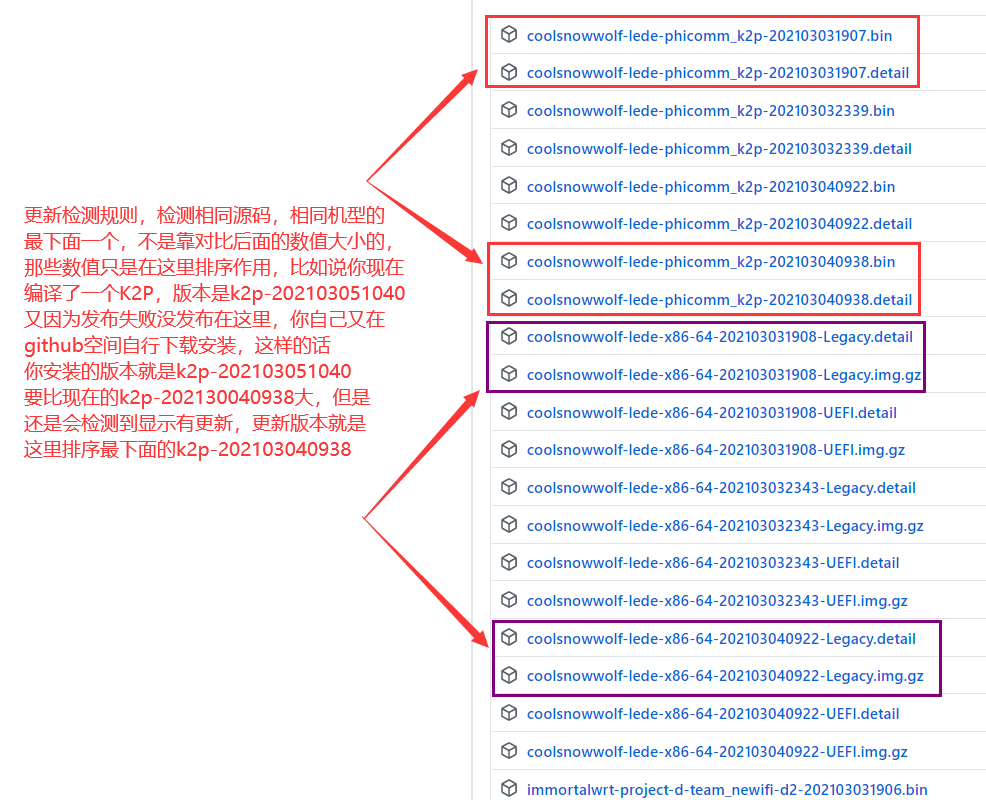 coolsnowwolf-lede-phicomm_k2p-202103031907.bin
coolsnowwolf-lede-phicomm_k2p-202103031907.detail
coolsnowwolf-lede-phicomm_k2p-202103032339.bin
coolsnowwolf-lede-phicomm_k2p-202103032339.detail
coolsnowwolf-lede-phicomm_k2p-202103040922.bin
coolsnowwolf-lede-phicomm_k2p-202103040922.detail
coolsnowwolf-lede-phicomm_k2p-202103040938.bin
coolsnowwolf-lede-phicomm_k2p-202103040938.detail
coolsnowwolf-lede-x86-64-202103031908-Legacy.detail
coolsnowwolf-lede-x86-64-202103031908-Legacy.img.gz
coolsnowwolf-lede-x86-64-202103031908-UEFI.detail
coolsnowwolf-lede-x86-64-202103031908-UEFI.img.gz
coolsnowwolf-lede-x86-64-202103032343-Legacy.detail
coolsnowwolf-lede-x86-64-202103032343-Legacy.img.gz
coolsnowwolf-lede-x86-64-202103032343-UEFI.detail
coolsnowwolf-lede-x86-64-202103032343-UEFI.img.gz
coolsnowwolf-lede-x86-64-202103040922-Legacy.detail
coolsnowwolf-lede-x86-64-202103040922-Legacy.img.gz
coolsnowwolf-lede-x86-64-202103040922-UEFI.detail
coolsnowwolf-lede-x86-64-202103040922-UEFI.img.gz
immortalwrt-project-d-team_newifi-d2-202103031906.bin
更新检测规则，检测相同源码，相同机型的
最下面一个，不是靠对比后面的数值大小的，
那些数值只是在这里排序作用，比如说你现在
编译了一个K2P，版本是k2p-202103051040
又因为发布失败没发布在这里，你自己又在
github空间自行下载安装，这样的话
你安装的版本就是k2p-202103051040
要比现在的k2p-202130040938大，但是
还是会检测到显示有更新，更新版本就是
这里排序最下面的k2p-202103040938